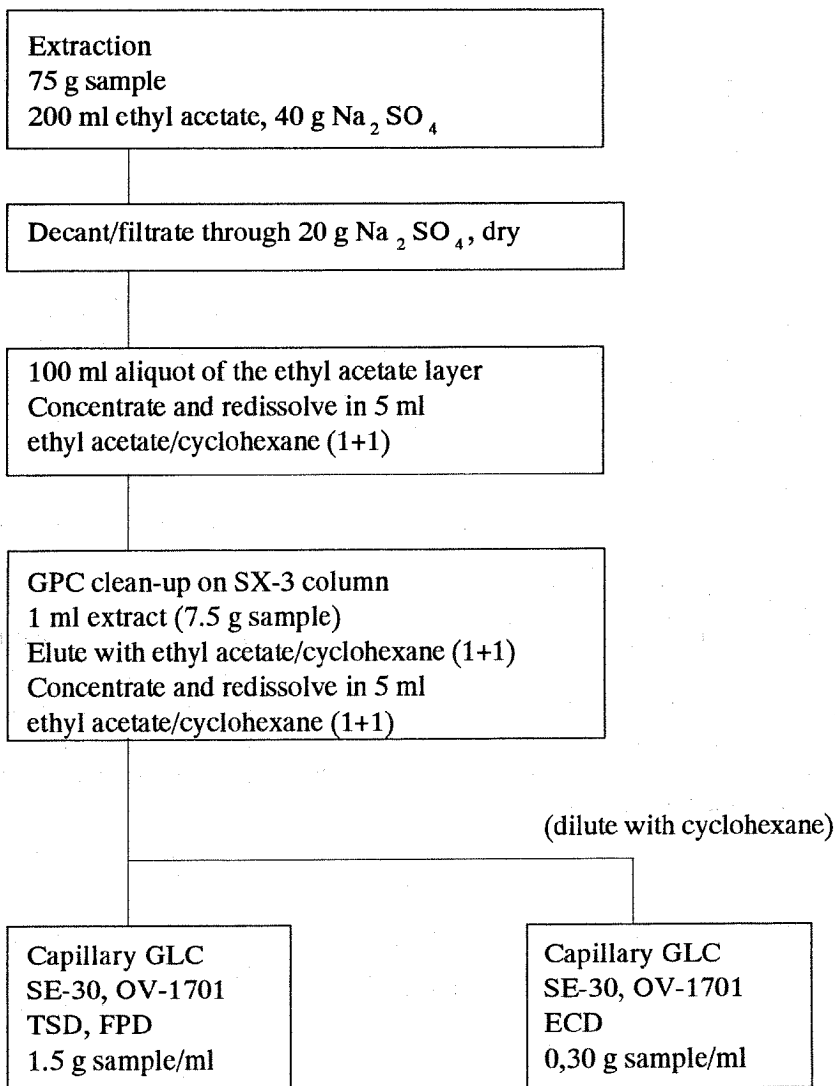 Extraction
75 g sample
200 ml ethyl acetate, 40 g Na₂SO₄
Decant/filtrate through 20 g Na₂SO₄, dry
100 ml aliquot of the ethyl acetate layer
Concentrate and redissolve in 5 ml
ethyl acetate/cyclohexane (1+1)
GPC clean-up on SX-3 column
1 ml extract (7.5 g sample)
Elute with ethyl acetate/cyclohexane (1+1)
Concentrate and redissolve in 5 ml
ethyl acetate/cyclohexane (1+1)
(dilute with cyclohexane)
Capillary GLC
SE-30, OV-1701
TSD, FPD
1.5 g sample/ml
Capillary GLC
SE-30, OV-1701
ECD
0,30 g sample/ml